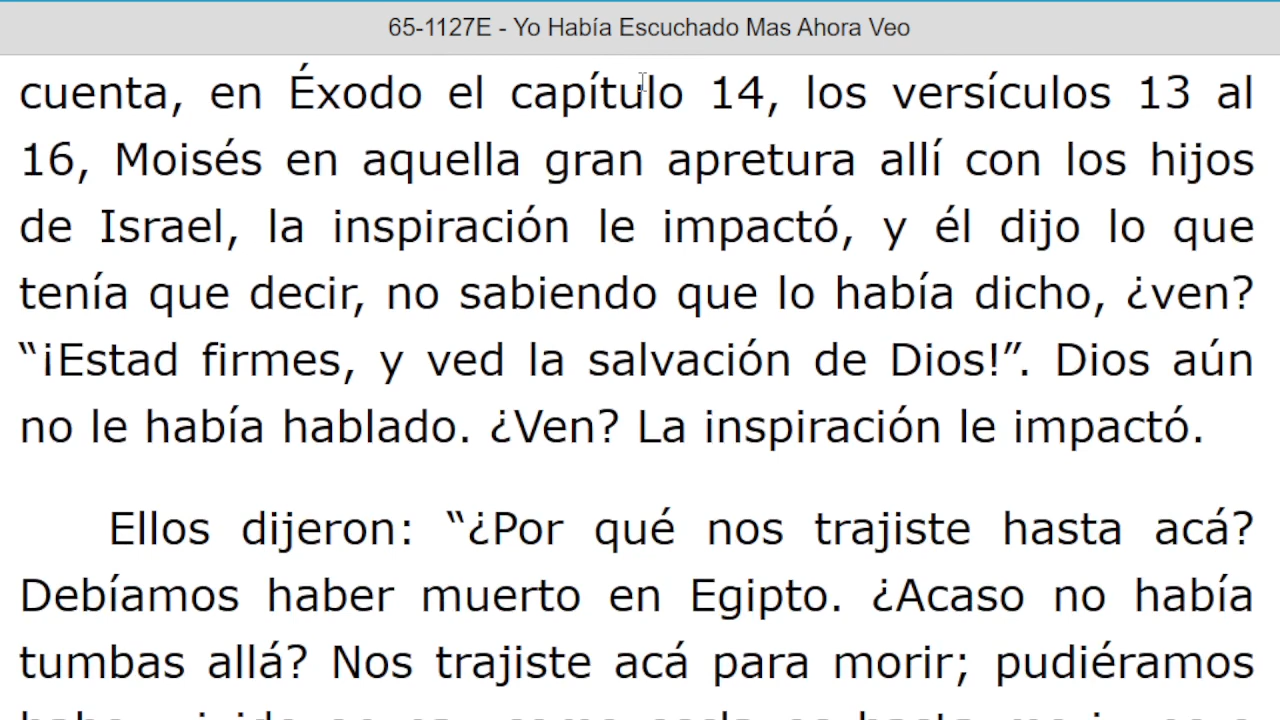 65-1127E - Yo Había Escuchado Mas Ahora Veo
cuenta, en Éxodo el capítulo 14, los versículos 13 al
16, Moisés en aquella gran apretura allí con los hijos
de Israel, la inspiración le impactó, y él dijo lo que
tenía que decir, no sabiendo que lo había dicho, ¿ven?
“¡Estad firmes, y ved la salvación de Dios!”. Dios aún
no le había hablado. ¿Ven? La inspiración le impactó.
Ellos dijeron: “¿Por qué nos trajiste hasta acá?
Debíamos haber muerto en Egipto. ¿Acaso no había
tumbas allá? Nos trajiste acá para morir; pudiéramos